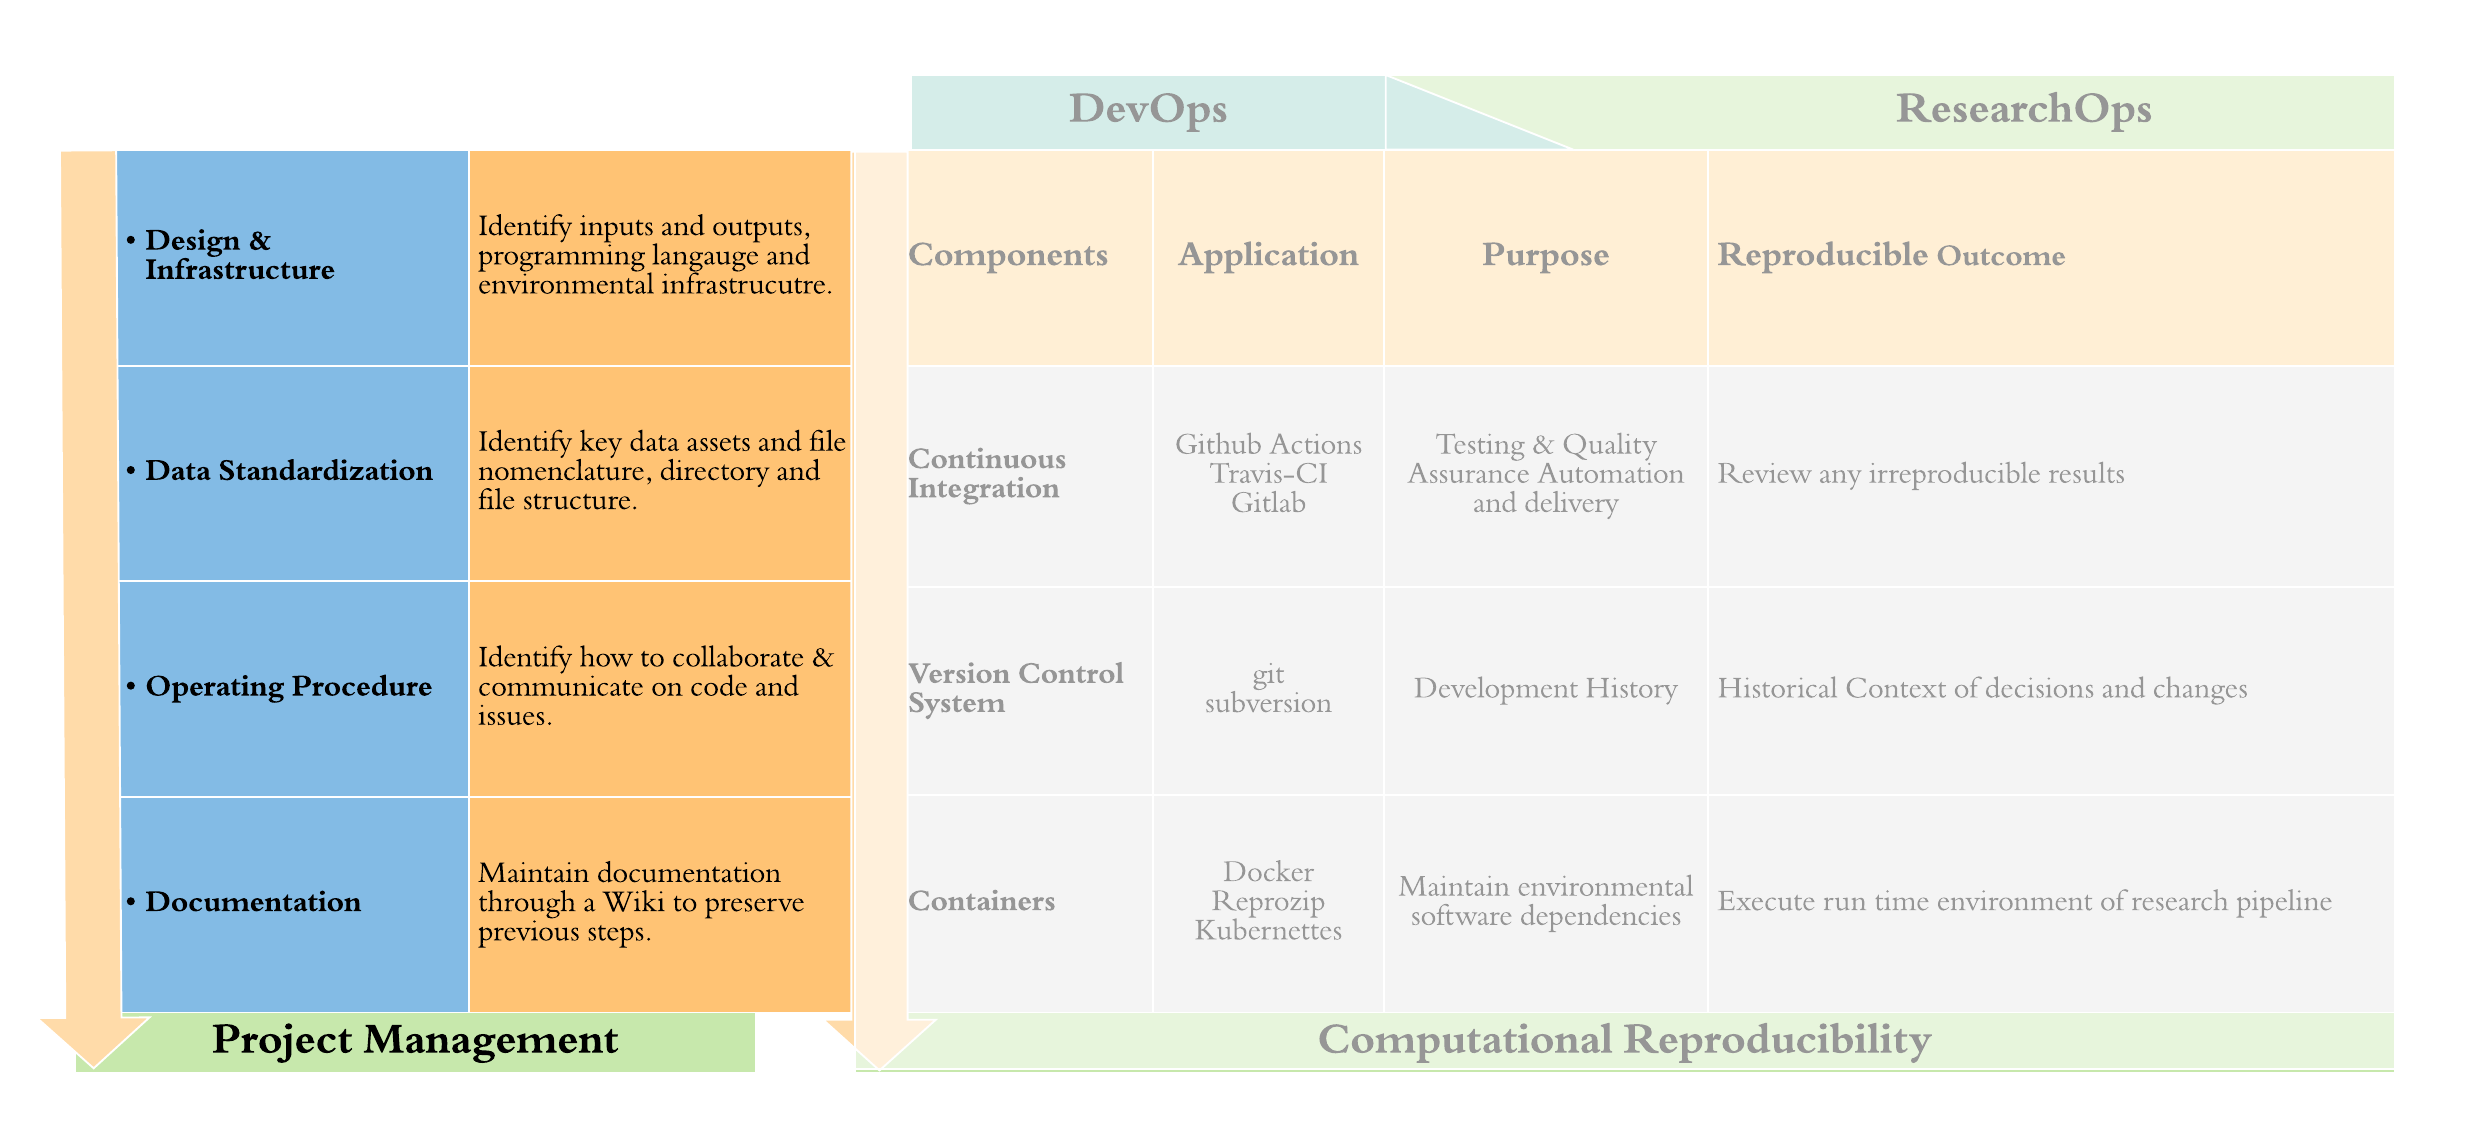 DevOps
ResearchOps
• Design &
Infrastructure
Identify inputs and outputs,
programming langauge and
environmental infrastrucutre.
Components
Application
Purpose
Reproducible Outcome
• Data Standardization
Identify key data assets and file
nomenclature, directory and
file structure.
Continuous
Integration
Github Actions
Travis-CI
Gitlab
Testing & Quality
Assurance Automation
and delivery
Review any irreproducible results
• Operating Procedure
Identify how to collaborate &
communicate on code and
issues.
Version Control
System
git
subversion
Development History
Historical Context of decisions and changes
• Documentation
Maintain documentation
through a Wiki to preserve
previous steps.
Containers
Docker
Reprozip
Kubernettes
Maintain environmental
software dependencies
Execute run time environment of research pipeline
Project Management
Computational Reproducibility